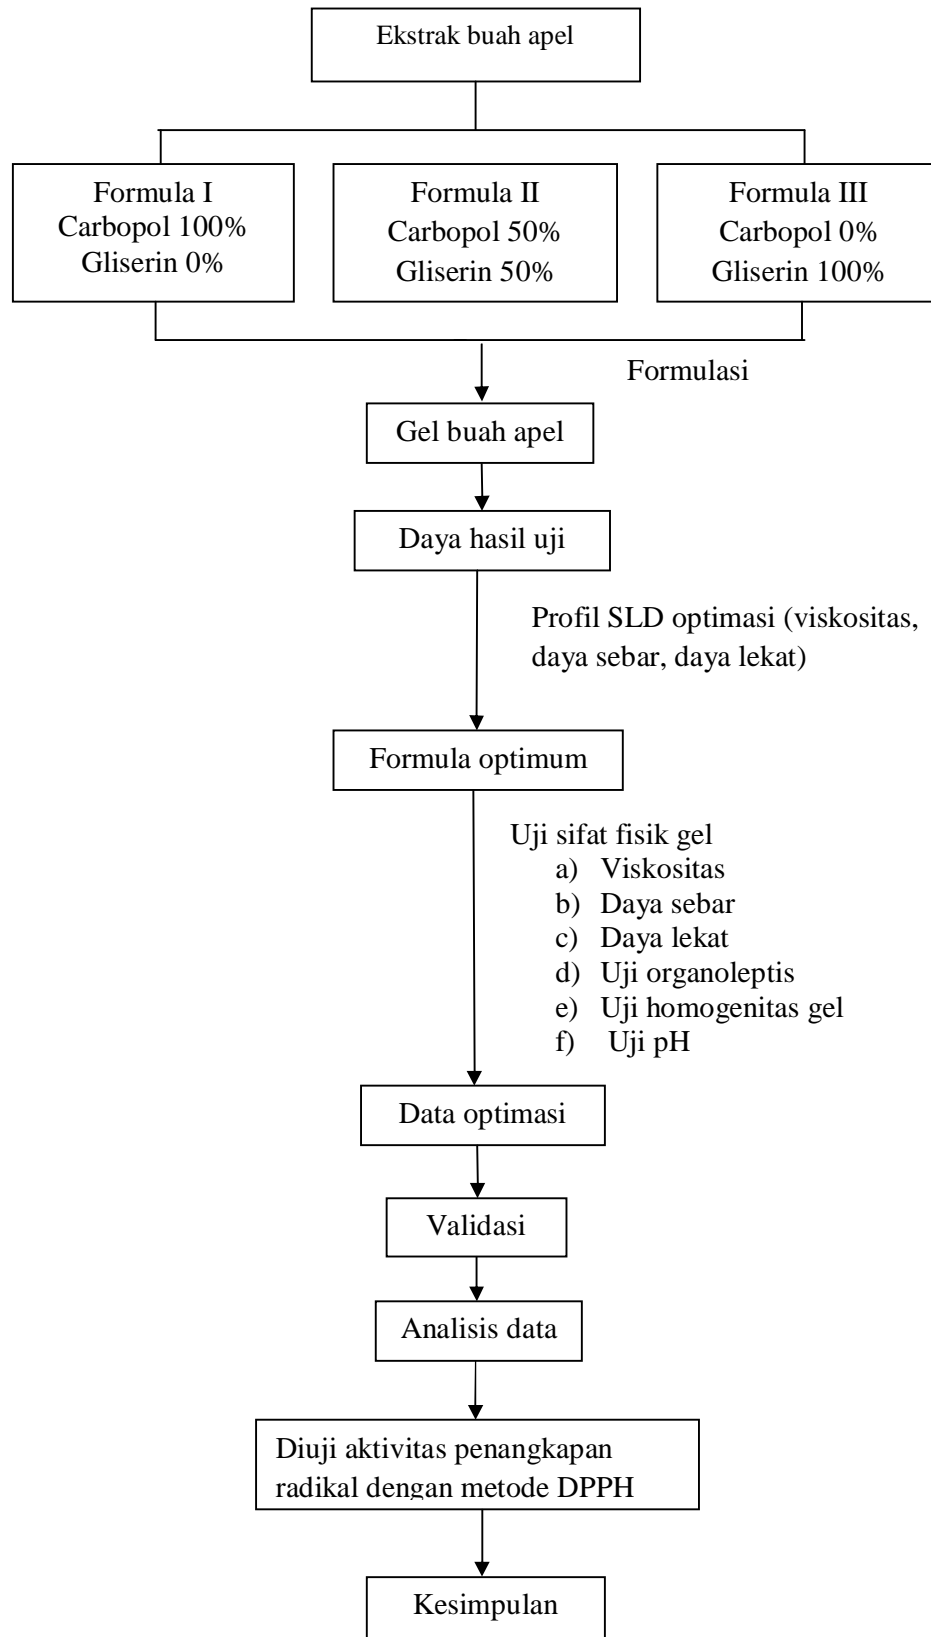 Ekstrak buah apel
Formula I
Carbopol 100%
Gliserin 0%
Formula II
Carbopol 50%
Gliserin 50%
Formula III
Carbopol 0%
Gliserin 100%
Formulasi
Gel buah apel
Daya hasil uji
Profil SLD optimasi (viskositas,
daya sebar, daya lekat)
Formula optimum
Uji sifat fisik gel
a) Viskositas
b) Daya sebar
c) Daya lekat
d) Uji organoleptis
e) Uji homogenitas gel
f) Uji pH
Data optimasi
Validasi
Analisis data
Diuji aktivitas penangkapan
radikal dengan metode DPPH
Kesimpulan